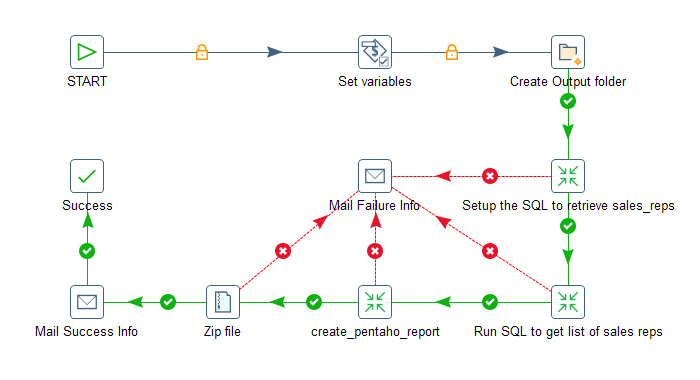 START
Set variables
Create Output folder
Success
Mail Failure Info
Setup the SQL to retrieve sales_reps
Mail Success Info
Zip file
create_pentaho_report
Run SQL to get list of sales reps